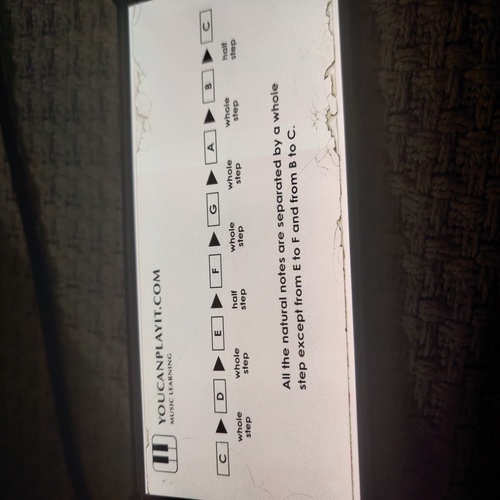 YOUCANPLAYIT.COM
MUSIC LEARNING
C D E F G A B C
whole step whole step half step whole step whole step whole step half step
All the natural notes are separated by a whole
step except from E to F and from B to C.